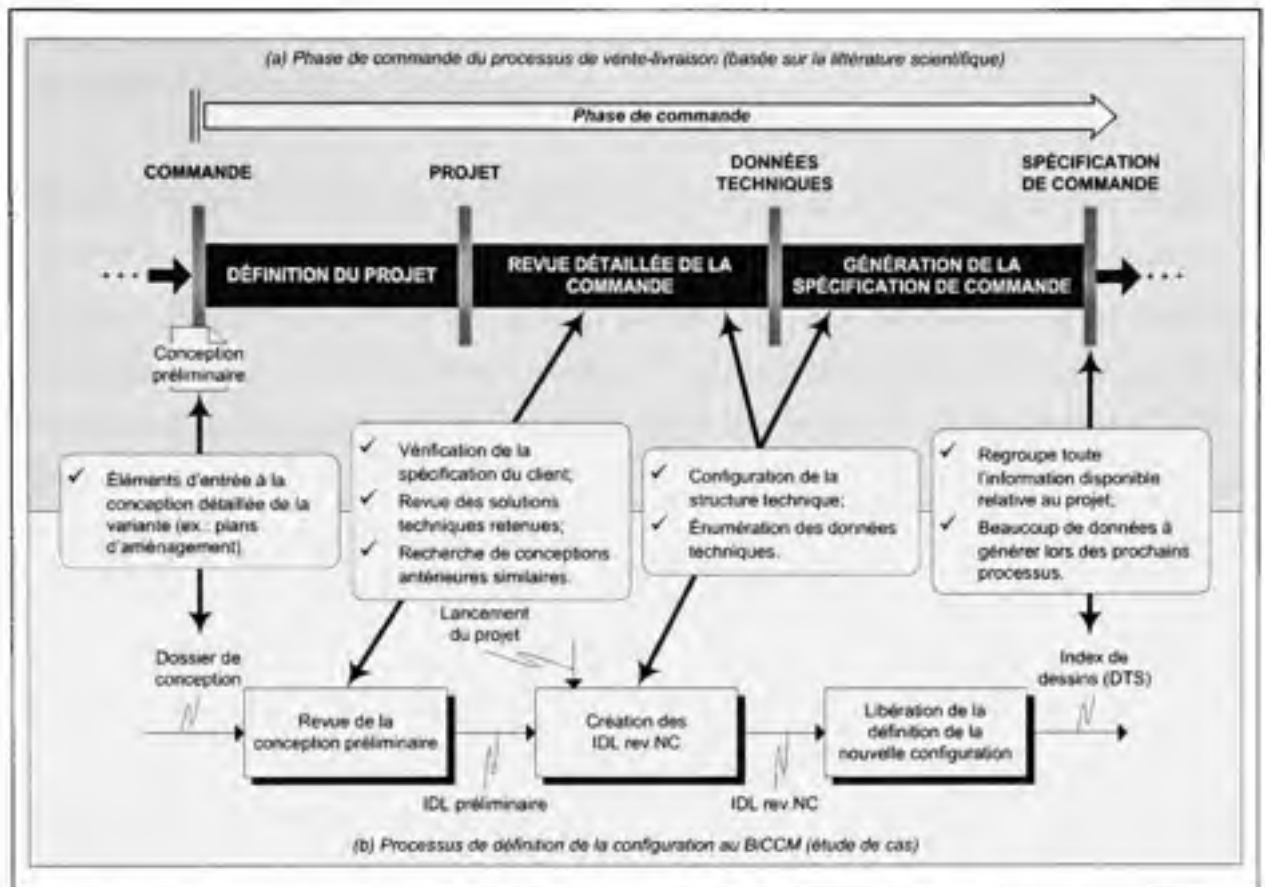 (a) Phase de commande du processus de vente-livraison (basée sur la littérature scientifique)
Phase de commande
COMMANDE
PROJET
DONNÉES
TECHNIQUES
SPÉCIFICATION
DE COMMANDE
DÉFINITION DU PROJET
REVUE DÉTAILLÉE DE LA
COMMANDE
GÉNÉRATION DE LA
SPÉCIFICATION DE COMMANDE
Conception
préliminaire
✓ Éléments d'entrée à la
conception détaillée de la
variante (ex.: plans
d'aménagement)
✓ Vérification de la
spécification du client;
✓ Revue des solutions
techniques retenues;
✓ Recherche de conceptions
antérieures similaires.
✓ Configuration de la
structure technique;
✓ Énumération des données
techniques.
✓ Regroupe toute
l'information disponible
relative au projet;
✓ Beaucoup de données à
générer lors des prochains
processus.
Lancement
du projet
Dossier de
conception
Index de
dessins (DTS)
Revue de la
conception préliminaire
Création des
IDL rev.NC
Libération de la
définition de la
nouvelle configuration
IDL préliminaire
IDL rev.NC
(b) Processus de définition de la configuration au BiCCM (étude de cas)